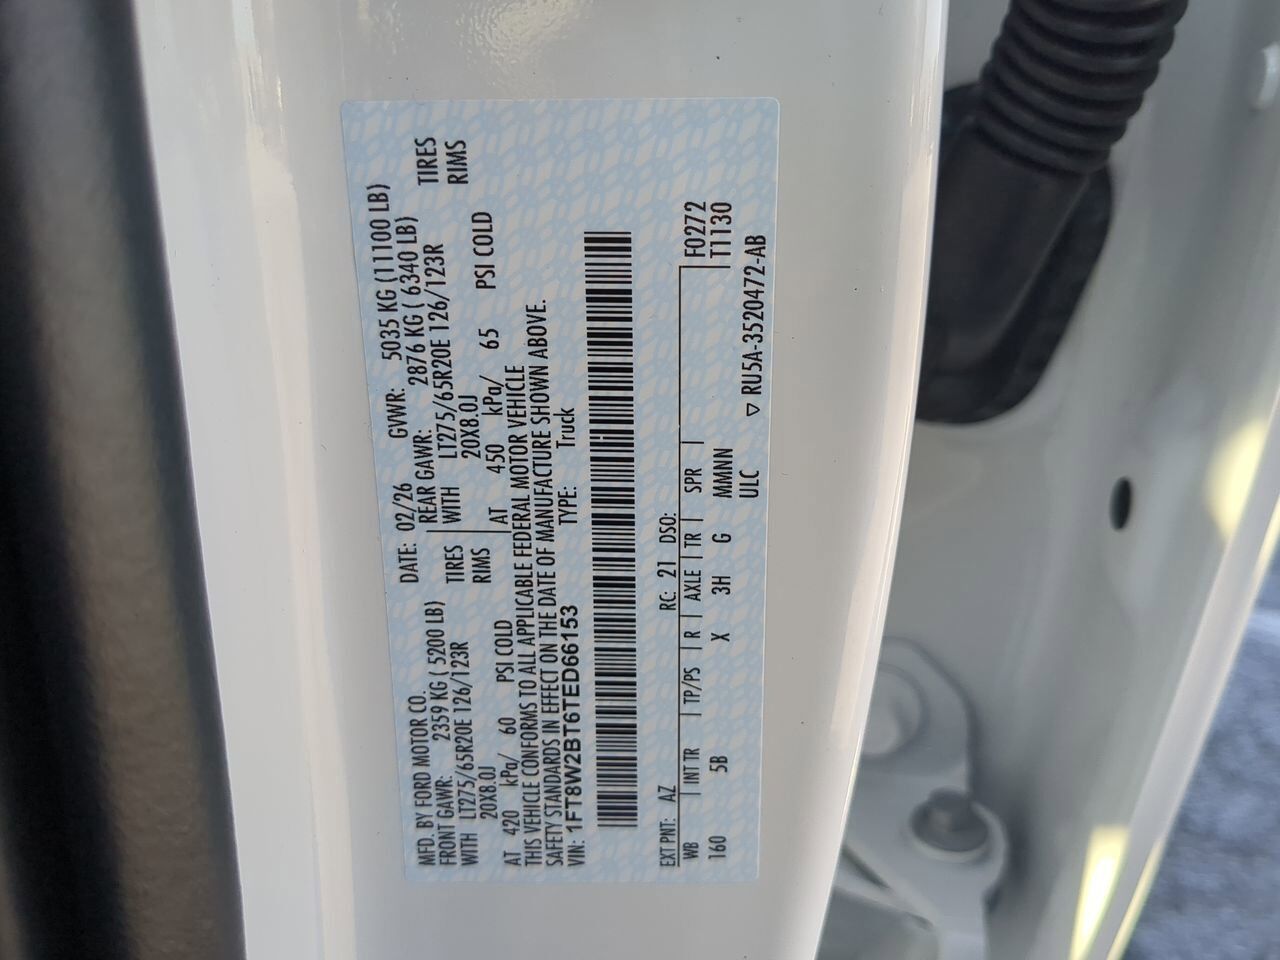 MFD. BY FORD MOTOR CO.
DATE: 02/26 GVWR: 5035 KG (11100 LB)
FRONT GAWR: 2359 KG ( 5200 LB) REAR GAWR: 2876 KG ( 6340 LB)
WITH LT275/65R20E 126/123R TIRES WITH LT275/65R20E 126/123R TIRES
20X8.0J RIMS 20X8.0J RIMS
AT 420 kPa/ 60 PSI COLD AT 450 kPa/ 65 PSI COLD
THIS VEHICLE CONFORMS TO ALL APPLICABLE FEDERAL MOTOR VEHICLE
SAFETY STANDARDS IN EFFECT ON THE DATE OF MANUFACTURE SHOWN ABOVE.
VIN: 1FT8W2BT6TED66153 TYPE: Truck
EXT PNT: AZ RC: 21 DSO: F0272
WB | INT TR | TP/PS | R | AXLE | TR | SPR | T1130
160 5B X 3H G MMNN
ULC ▽ RU5A-3520472-AB